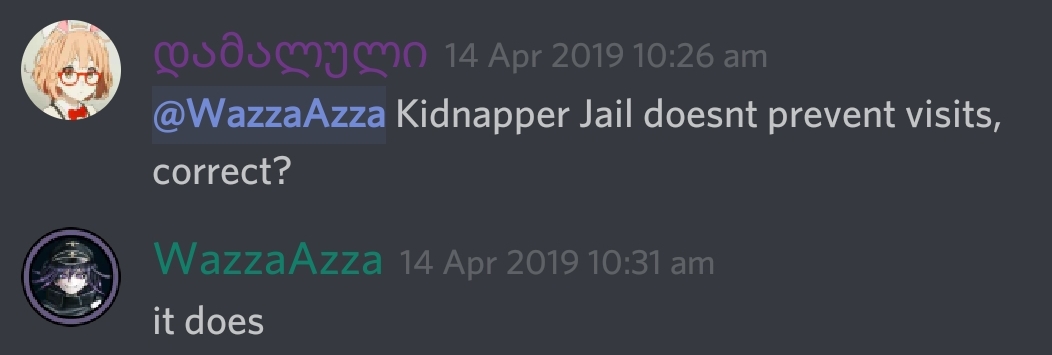 დამალული 14 Apr 2019 10:26 am
@WazzaAzza Kidnapper Jail doesnt prevent visits,
correct?
WazzaAzza 14 Apr 2019 10:31 am
it does